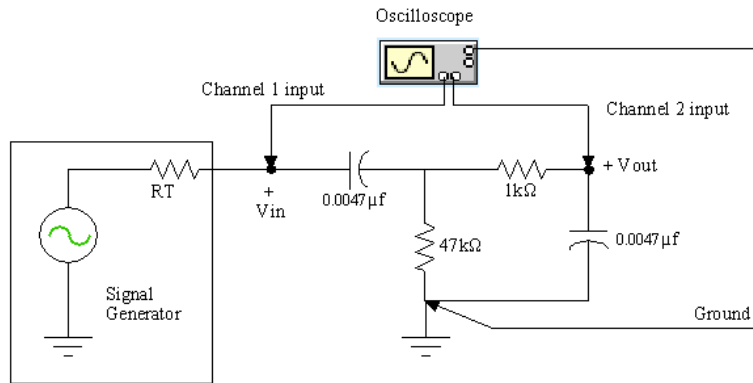 Oscilloscope
Channel 1 input
Channel 2 input
RT
+
Vin
0.0047µf
1kΩ
+ Vout
47kΩ
0.0047µf
Signal
Generator
Ground